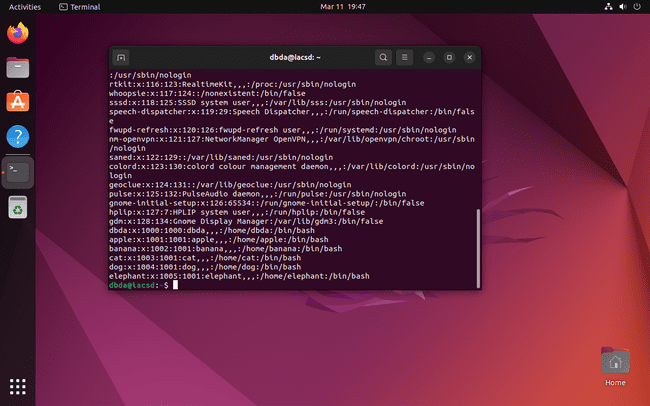 Activities
Terminal
Mar 11 19:47
dbda@iacsd: ~
:/usr/sbin/nologin
rtkit:x:116:123:RealtimeKit,,,:/proc:/usr/sbin/nologin
whoopsie:x:117:124::/nonexistent:/bin/false
sssd:x:118:125:SSSD system user,,,:/var/lib/sss:/usr/sbin/nologin
speech-dispatcher:x:119:29:Speech Dispatcher,,,:/run/speech-dispatcher:/bin/fals
e
fwupd-refresh:x:120:126:fwupd-refresh user,,,:/run/systemd:/usr/sbin/nologin
nm-openvpn:x:121:127:NetworkManager OpenVPN,,,:/var/lib/openvpn/chroot:/usr/sbin
/nologin
saned:x:122:129::/var/lib/saned:/usr/sbin/nologin
colord:x:123:130:colord colour management daemon,,,:/var/lib/colord:/usr/sbin/no
login
geoclue:x:124:131::/var/lib/geoclue:/usr/sbin/nologin
pulse:x:125:132:PulseAudio daemon,,,:/run/pulse:/usr/sbin/nologin
gnome-initial-setup:x:126:65534::/run/gnome-initial-setup/:/bin/false
hplip:x:127:7:HPLIP system user,,,:/run/hplip:/bin/false
gdm:x:128:134:Gnome Display Manager:/var/lib/gdm3:/bin/false
dbda:x:1000:1000:dbda,,,:/home/dbda:/bin/bash
apple:x:1001:1001:apple,,,:/home/apple:/bin/bash
banana:x:1002:1001:banana,,,:/home/banana:/bin/bash
cat:x:1003:1001:cat,,,:/home/cat:/bin/bash
dog:x:1004:1001:dog,,,:/home/dog:/bin/bash
elephant:x:1005:1001:elephant,,,:/home/elephant:/bin/bash
dbda@iacsd:~$
Home